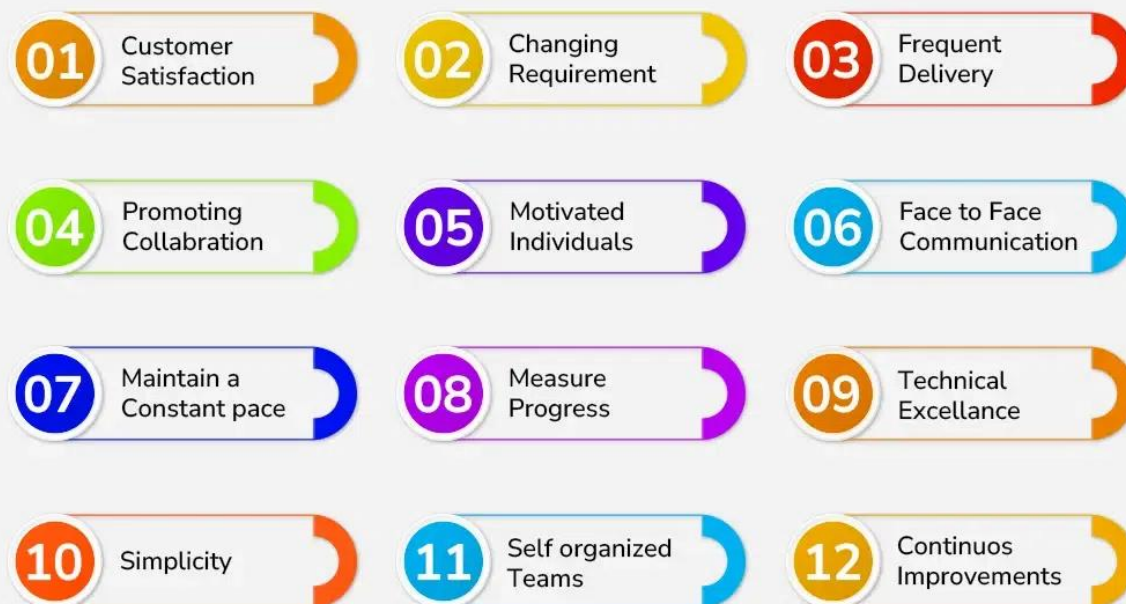 01
Customer
Satisfaction
02
Changing
Requirement
03
Frequent
Delivery
04
Promoting
Collabration
05
Motivated
Individuals
06
Face to Face
Communication
07
Maintain a
Constant pace
08
Measure
Progress
09
Technical
Excellance
10
Simplicity
11
Self organized
Teams
12
Continuos
Improvements